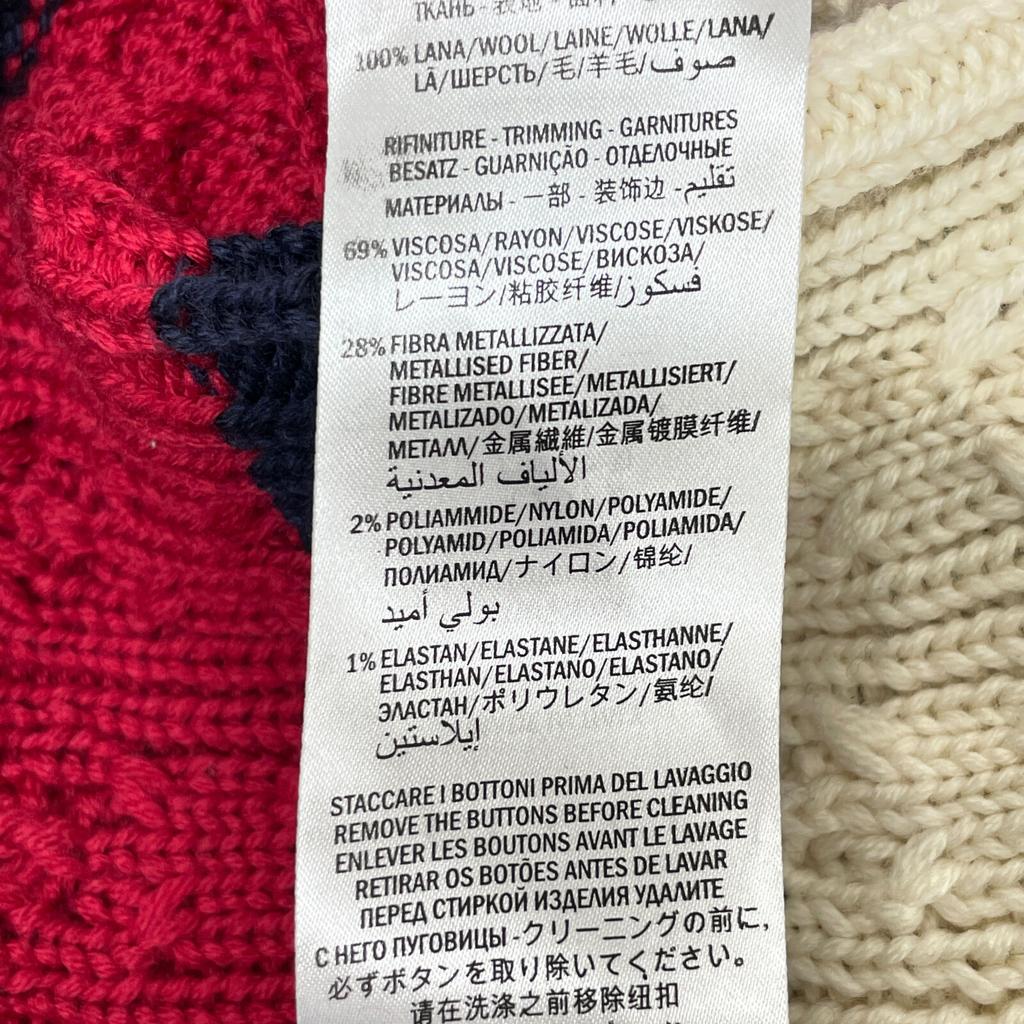 ТКАНЬ - 表地 - 面料
100% LANA/WOOL/LAINE/WOLLE/LANA/
LÃ/ШЕРСТЬ/毛/羊毛/صوف
RIFINITURE - TRIMMING - GARNITURES
BESATZ - GUARNIÇÃO - ОТДЕЛОЧНЫЕ
МАТЕРИАЛЫ - 一部 - 装饰边 - تقليم
69% VISCOSA/RAYON/VISCOSE/VISKOSE/
VISCOSA/VISCOSE/ВИСКОЗА/
レーヨン/粘胶纤维/فسكوز
28% FIBRA METALLIZZATA/
METALLISED FIBER/
FIBRE METALLISEE/METALLISIERT/
METALIZADO/METALIZADA/
МЕТАЛЛ/金属繊維/金属镀膜纤维/
الألياف المعدنية
2% POLIAMMIDE/NYLON/POLYAMIDE/
POLYAMID/POLIAMIDA/POLIAMIDA/
ПОЛИАМИД/ナイロン/锦纶/
بولي أميد
1% ELASTAN/ELASTANE/ELASTHANNE/
ELASTHAN/ELASTANO/ELASTANO/
ЭЛАСТАН/ポリウレタン/氨纶/
إيلاستين
STACCARE I BOTTONI PRIMA DEL LAVAGGIO
REMOVE THE BUTTONS BEFORE CLEANING
ENLEVER LES BOUTONS AVANT LE LAVAGE
RETIRAR OS BOTÕES ANTES DE LAVAR
ПЕРЕД СТИРКОЙ ИЗДЕЛИЯ УДАЛИТЕ
С НЕГО ПУГОВИЦЫ -クリーニングの前に,
必ずボタンを取り除いてください。
请在洗涤之前移除纽扣